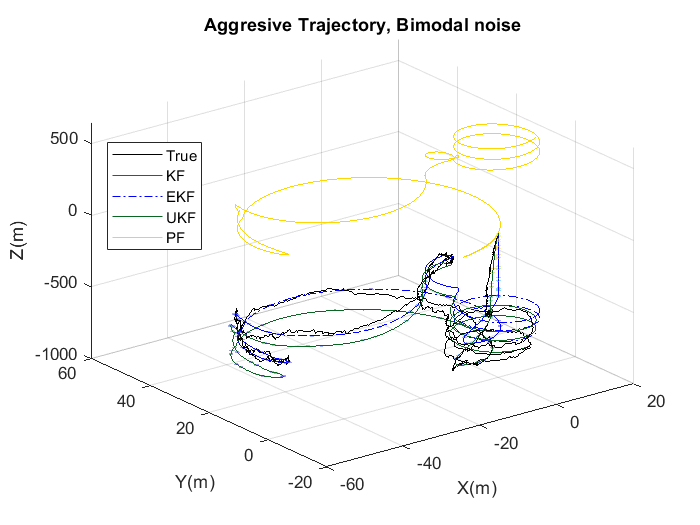 Aggresive Trajectory, Bimodal noise
Z(m)
500
0
-500
-1000
True
KF
EKF
UKF
PF
60
40
20
0
-20
Y(m)
-60
-40
-20
0
20
X(m)